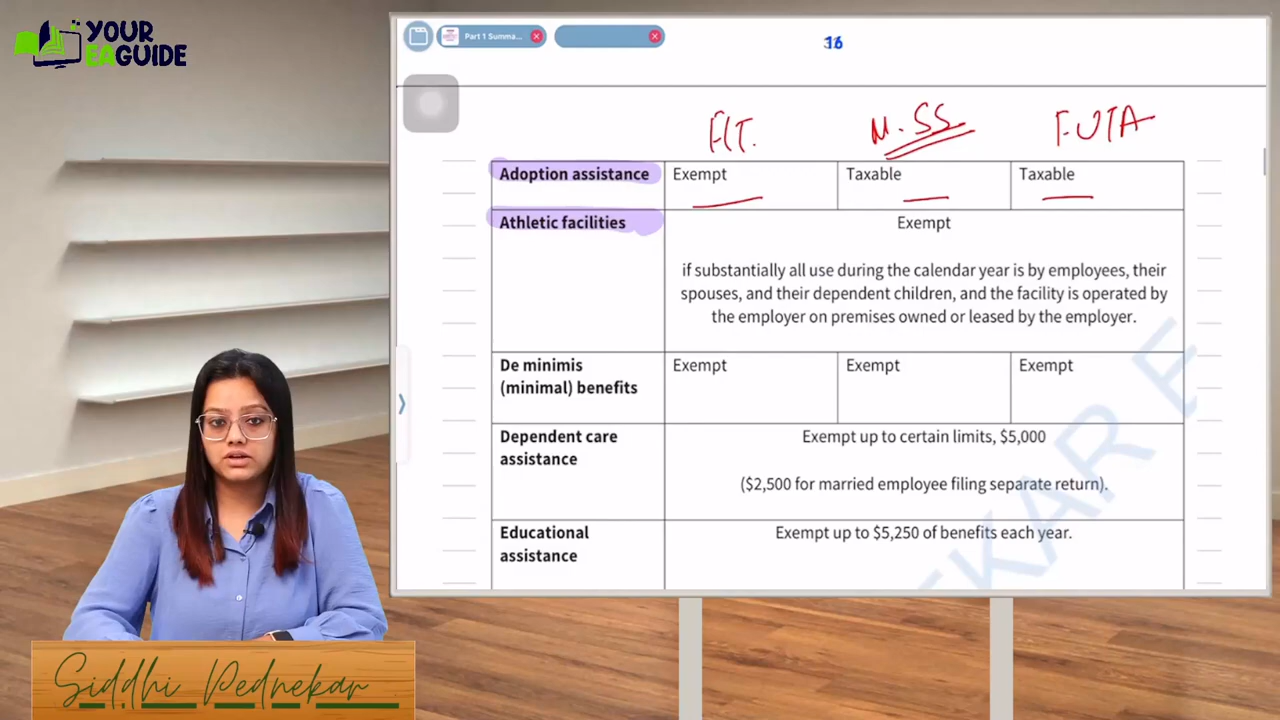 YOUR
EAGUIDE
Part 1 Summa...
16
FIT.
M.SS
FUTA
Adoption assistance
Exempt
Taxable
Taxable
Athletic facilities
Exempt
if substantially all use during the calendar year is by employees, their
spouses, and their dependent children, and the facility is operated by
the employer on premises owned or leased by the employer.
De minimis
(minimal) benefits
Exempt
Exempt
Exempt
Dependent care
assistance
Exempt up to certain limits, $5,000
($2,500 for married employee filing separate return).
Educational
assistance
Exempt up to $5,250 of benefits each year.
KAR E
Siddhi Pednekar